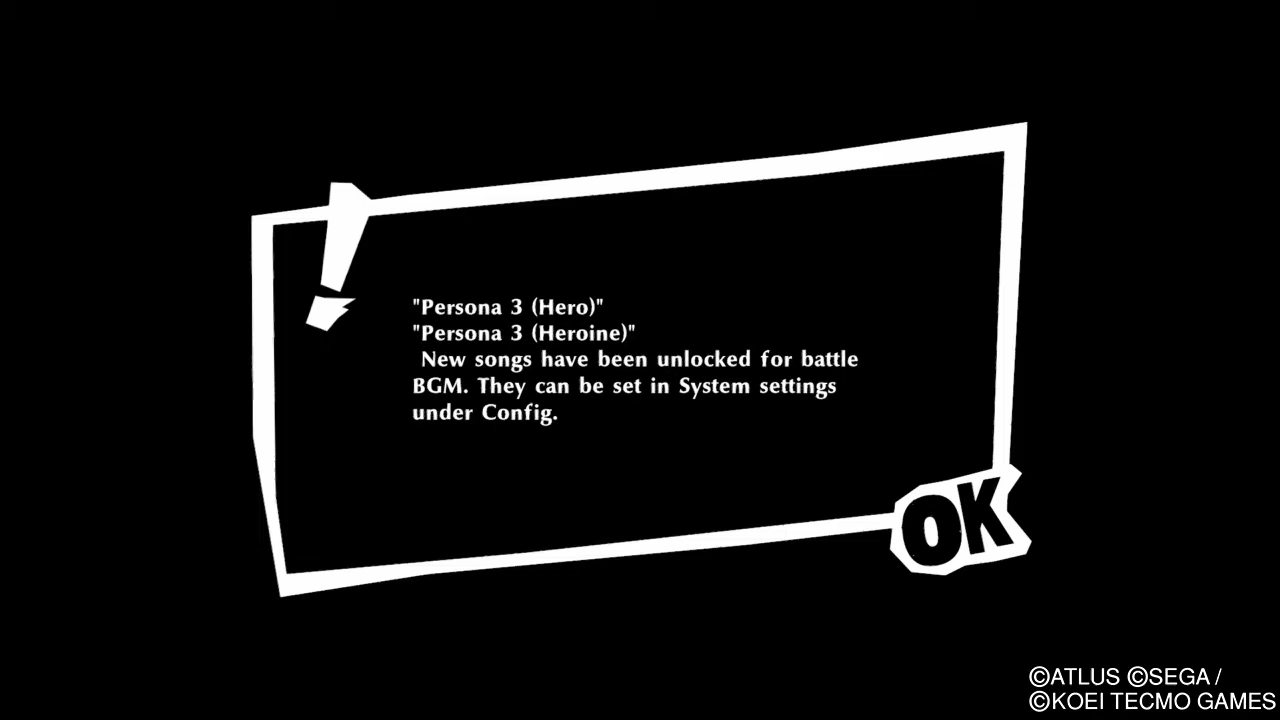 "Persona 3 (Hero)"
"Persona 3 (Heroine)"
New songs have been unlocked for battle
BGM. They can be set in System settings
under Config.
OK
©ATLUS ©SEGA /
©KOEI TECMO GAMES